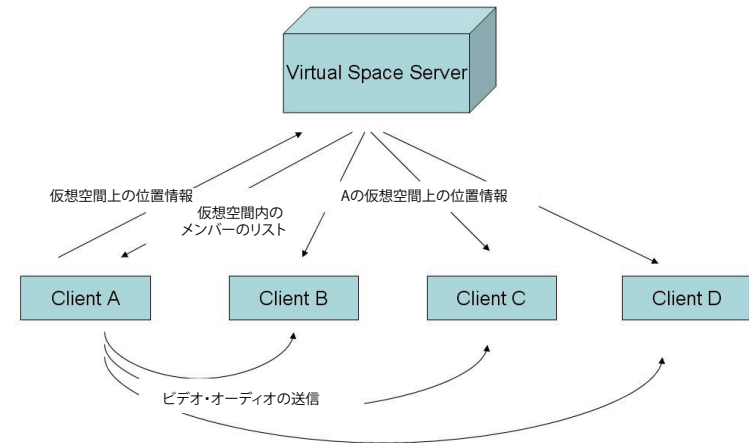 Virtual Space Server
仮想空間上の位置情報
Aの仮想空間上の位置情報
仮想空間内の
メンバーのリスト
Client A
Client B
Client C
Client D
ビデオ・オーディオの送信